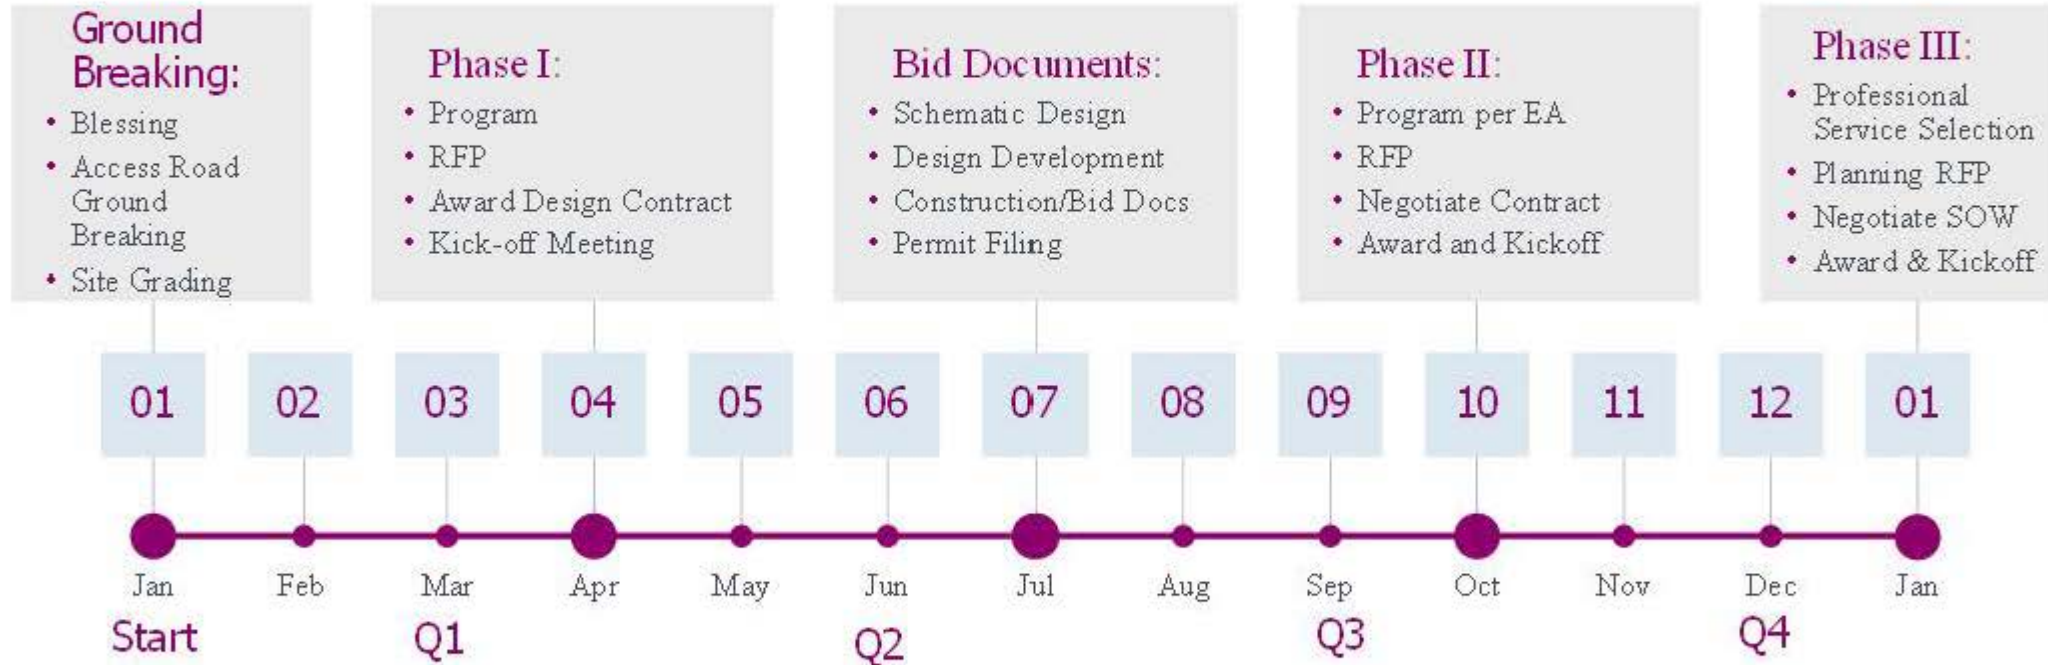 Ground
Breaking:
• Blessing
• Access Road
Ground
Breaking
• Site Grading
Phase I:
• Program
• RFP
• Award Design Contract
• Kick-off Meeting
Bid Documents:
• Schematic Design
• Design Development
• Construction/Bid Docs
• Permit Filing
Phase II:
• Program per EA
• RFP
• Negotiate Contract
• Award and Kickoff
Phase III:
• Professional
Service Selection
• Planning RFP
• Negotiate SOW
• Award & Kickoff
01 02 03 04 05 06 07 08 09 10 11 12 01
Jan Feb Mar Apr May Jun Jul Aug Sep Oct Nov Dec Jan
Start Q1 Q2 Q3 Q4